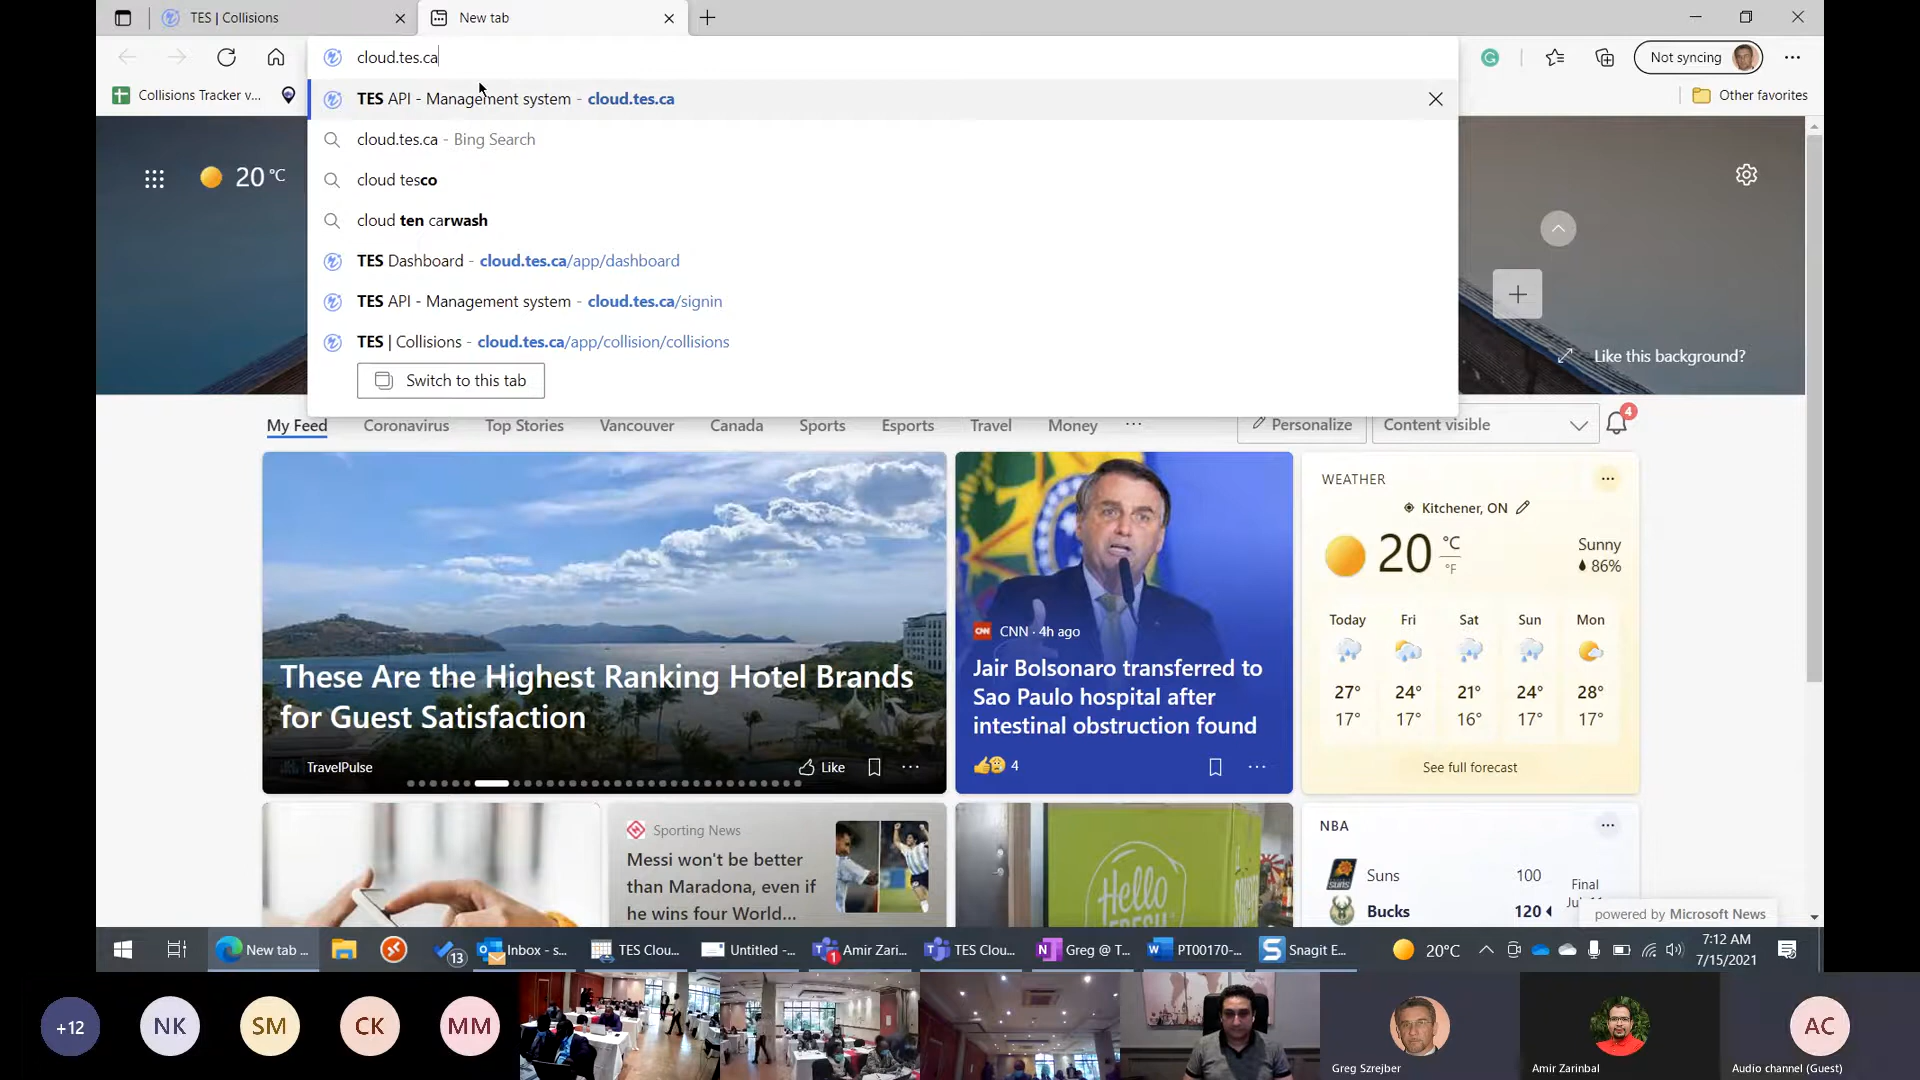 TES | Collisions
New tab
cloud.tes.ca
Not syncing
Collisions Tracker v...
Other favorites
TES API - Management system - cloud.tes.ca
cloud.tes.ca - Bing Search
cloud tesco
cloud ten carwash
TES Dashboard - cloud.tes.ca/app/dashboard
TES API - Management system - cloud.tes.ca/signin
TES | Collisions - cloud.tes.ca/app/collision/collisions
Switch to this tab
20 °C
Like this background?
My Feed
Coronavirus
Top Stories
Vancouver
Canada
Sports
Esports
Travel
Money
...
Personalize
Content visible
4
These Are the Highest Ranking Hotel Brands
for Guest Satisfaction
TravelPulse
Like
CNN · 4h ago
Jair Bolsonaro transferred to
Sao Paulo hospital after
intestinal obstruction found
4
WEATHER
Kitchener, ON
20 °C
°F
Sunny
86%
Today Fri Sat Sun Mon
27° 24° 21° 24° 28°
17° 17° 16° 17° 17°
See full forecast
Sporting News
Messi won't be better
than Maradona, even if
he wins four World...
Hello
NBA
Suns 100
Bucks 120
Final
powered by Microsoft News
New tab ...
13
Inbox - s...
TES Clou...
Untitled -...
1
Amir Zari...
TES Clou...
Greg @ T...
PT00170-...
Snagit E...
20°C
7:12 AM
7/15/2021
+12
NK
SM
CK
MM
Greg Szrejber
Amir Zarinbal
AC
Audio channel (Guest)